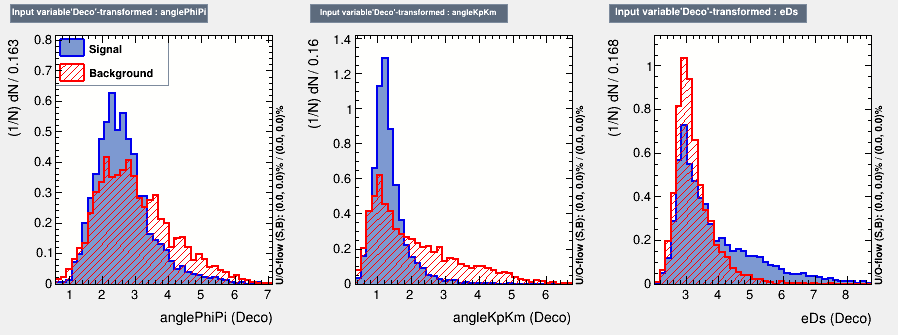 Input variable'Deco'-transformed : anglePhiPi
(1/N) dN / 0.163
0.8
0.7
0.6
0.5
0.4
0.3
0.2
0.1
0
Signal
Background
1 2 3 4 5 6 7
anglePhiPi (Deco)
U/O-flow (S,B): (0.0, 0.0)% / (0.0, 0.0)%
Input variable'Deco'-transformed : angleKpKm
(1/N) dN / 0.16
1.4
1.2
1
0.8
0.6
0.4
0.2
0
1 2 3 4 5 6
angleKpKm (Deco)
U/O-flow (S,B): (0.0, 0.0)% / (0.0, 0.0)%
Input variable'Deco'-transformed : eDs
(1/N) dN / 0.168
1
0.8
0.6
0.4
0.2
0
3 4 5 6 7 8
eDs (Deco)
U/O-flow (S,B): (0.0, 0.0)% / (0.0, 0.0)%